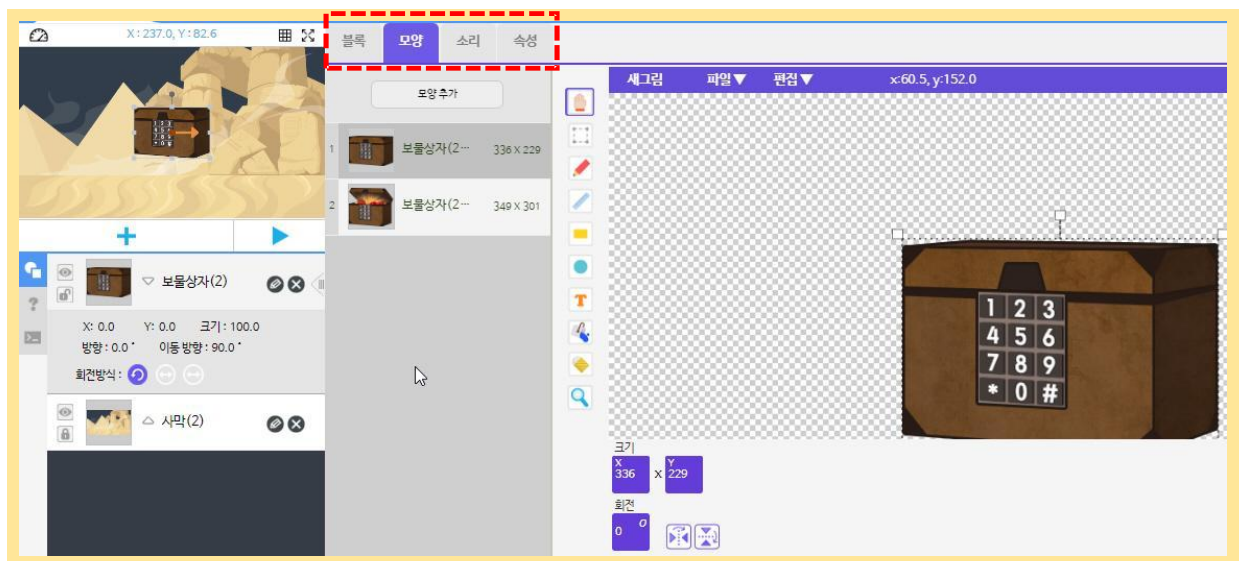 X : 237.0, Y : 82.6
블록 모양 소리 속성
모양 추가
1 보물상자(2··· 336 X 229
2 보물상자(2··· 349 X 301
새그림 파일▼ 편집▼ x:60.5, y:152.0
T
1 2 3
4 5 6
7 8 9
* 0 #
보물상자(2)
X: 0.0 Y: 0.0 크기 : 100.0
방향 : 0.0˚ 이동 방향 : 90.0˚
회전방식 :
?
사막(2)
크기
X 336 x Y 229
회전
0 o